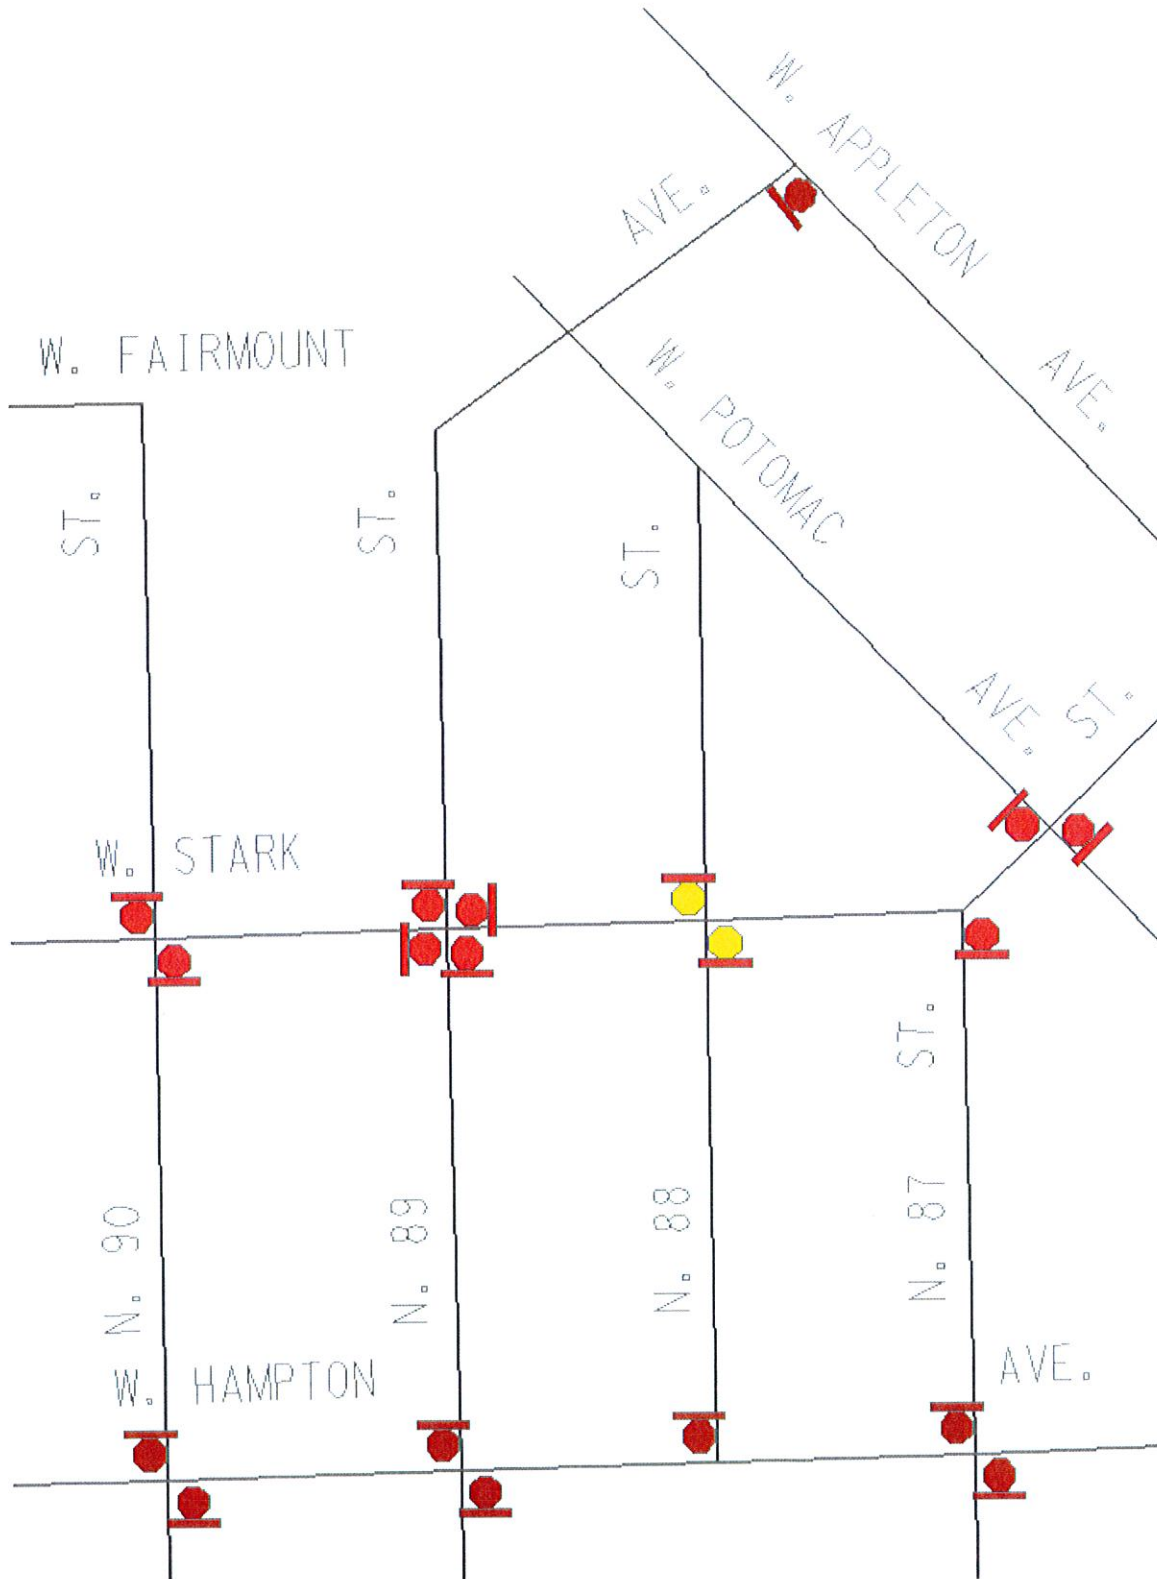 W. APPLETON
AVE.
AVE.
W. FAIRMOUNT
W. POTOMAC
AVE.
ST.
ST.
ST.
ST.
W. STARK
ST.
N. 90
N. 89
N. 88
N. 87
W. HAMPTON
AVE.